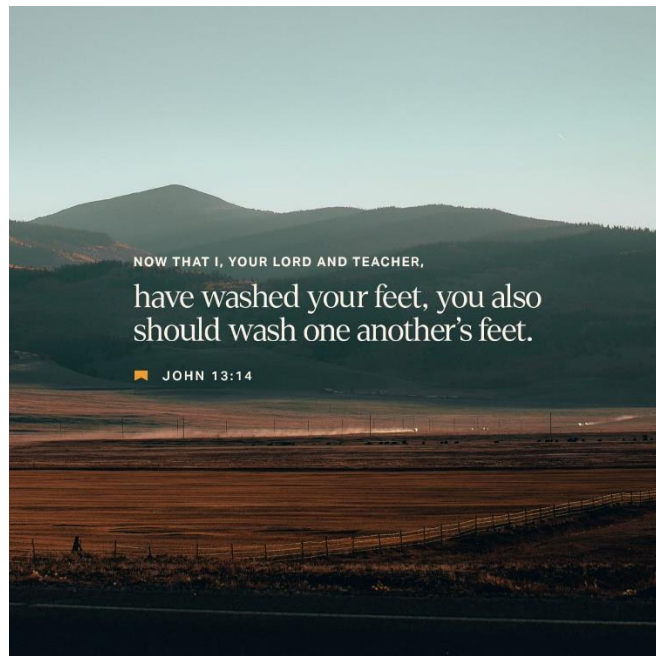 NOW THAT I, YOUR LORD AND TEACHER,
have washed your feet, you also
should wash one another’s feet.
JOHN 13:14